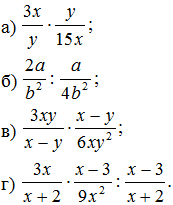 а) 3x/y · y/15x;
б) 2a/b² : a/4b²;
в) 3xy/(x − y) · (x − y)/6xy²;
г) 3x/(x + 2) · (x − 3)/9x² : (x − 3)/(x + 2).